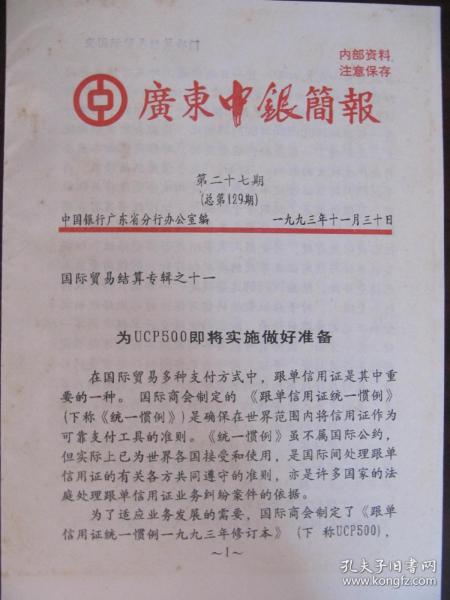 内部资料
注意保存
廣東中銀簡報
第二十七期
(总第129期)
中国银行广东省分行办公室编 一九九三年十一月三十日
国际贸易结算专辑之十一
为UCP500即将实施做好准备
在国际贸易多种支付方式中，跟单信用证是其中重
要的一种。国际商会制定的《跟单信用证统一惯例》
(下称《统一惯例》)是确保在世界范围内将信用证作为
可靠支付工具的准则。《统一惯例》虽不属国际公约，
但实际上已为世界各国接受和使用，是国际间处理跟单
信用证的有关各方共同遵守的准则，亦是许多国家的法
庭处理跟单信用证业务纠纷案件的依据。
为了适应业务发展的需要，国际商会制定了《跟单
信用证统一惯例一九九三年修订本》(下 称UCP500)，
～1～
孔夫子旧书网
www.kongfz.com